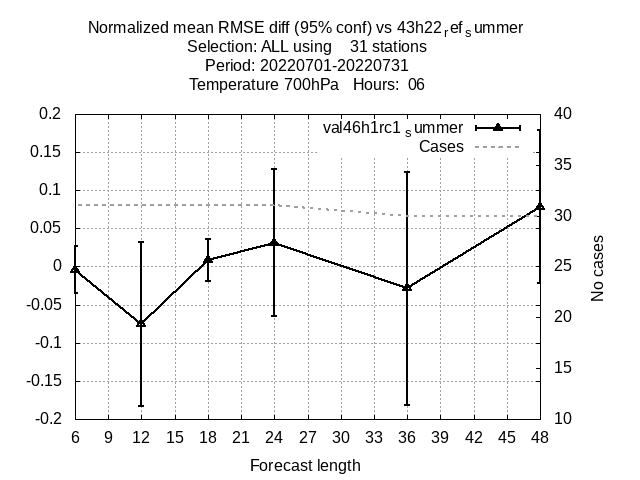 Normalized mean RMSE diff (95% conf) vs 43h22refsummer
Selection: ALL using 31 stations
Period: 20220701-20220731
Temperature 700hPa Hours: 06
val46h1rc1summer
Cases
0.2
0.15
0.1
0.05
0
-0.05
-0.1
-0.15
-0.2
40
35
30
25
20
15
10
No cases
6 9 12 15 18 21 24 27 30 33 36 39 42 45 48
Forecast length